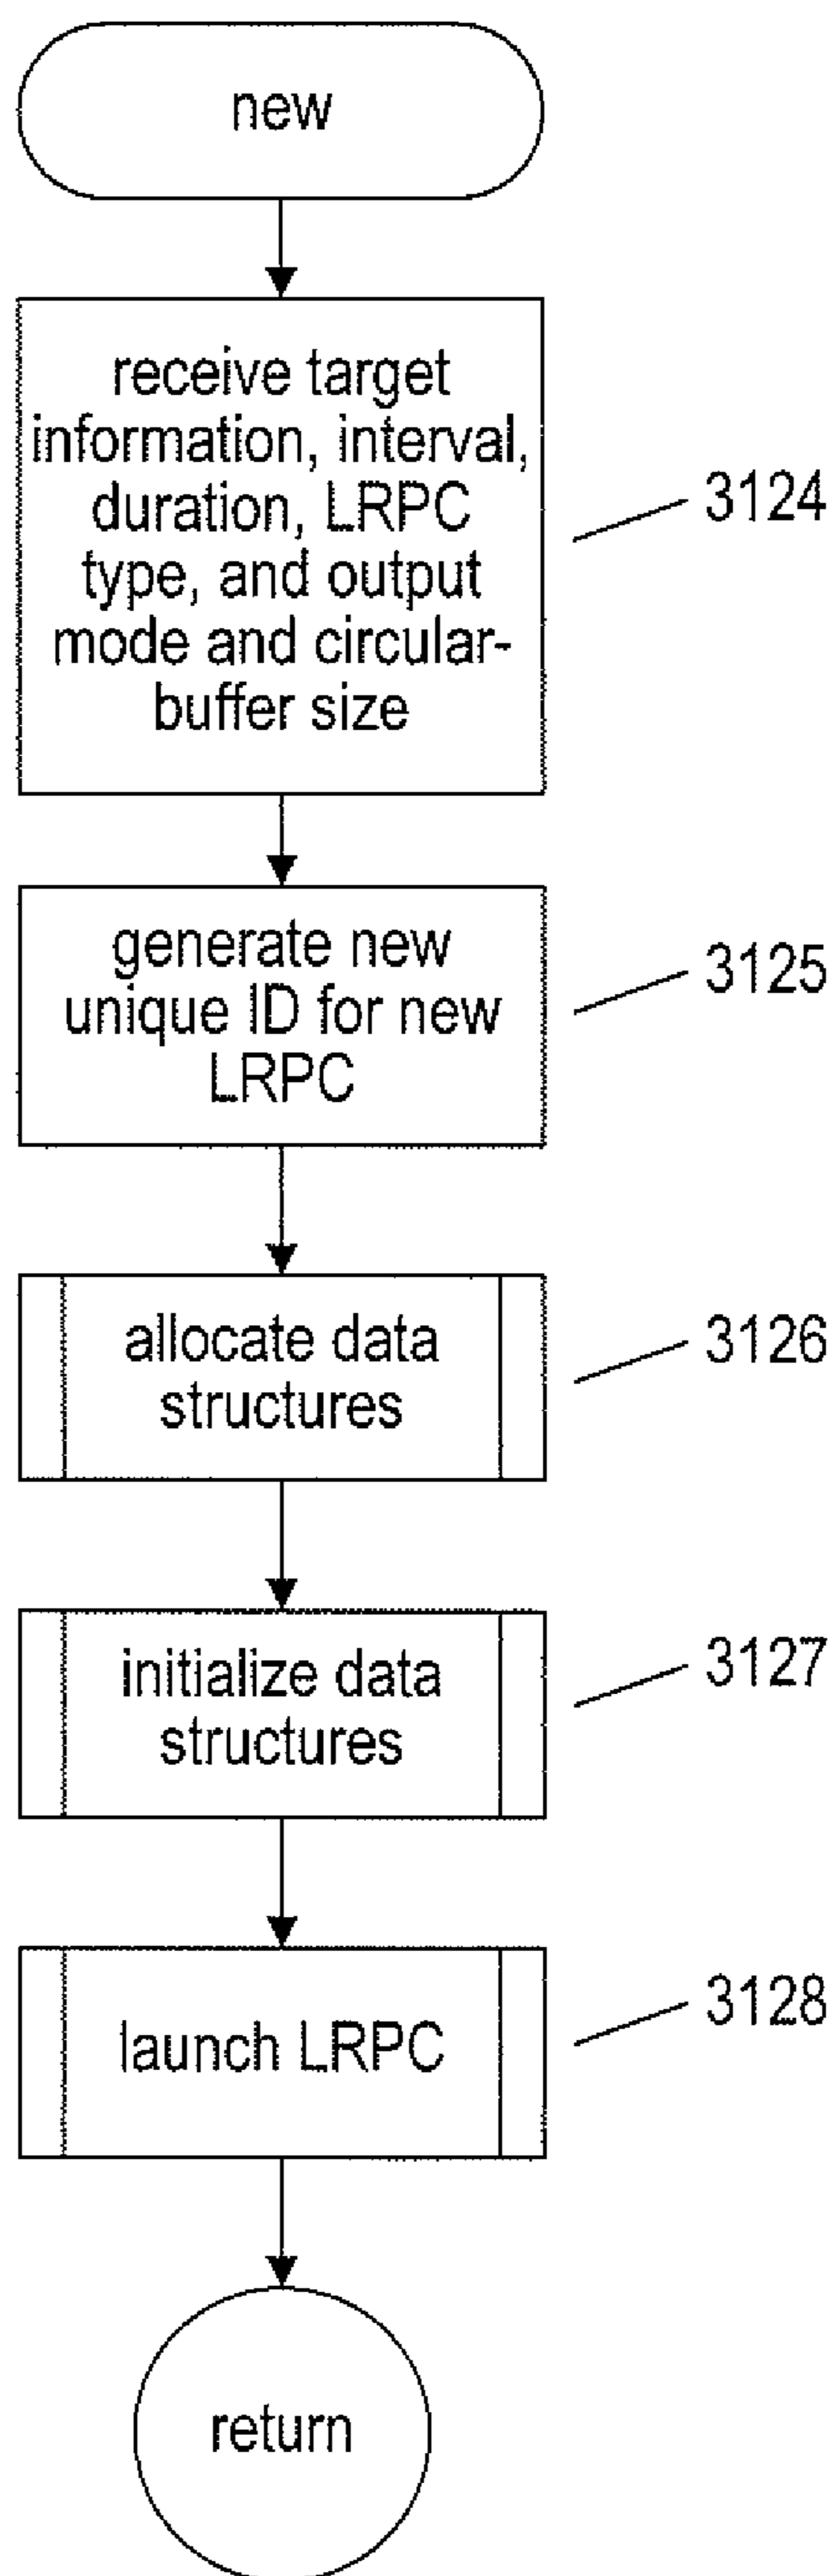 new
receive target
information, interval,
duration, LRPC
type, and output
mode and circular-
buffer size
3124
generate new
unique ID for new
LRPC
3125
allocate data
structures
3126
initialize data
structures
3127
launch LRPC
3128
return